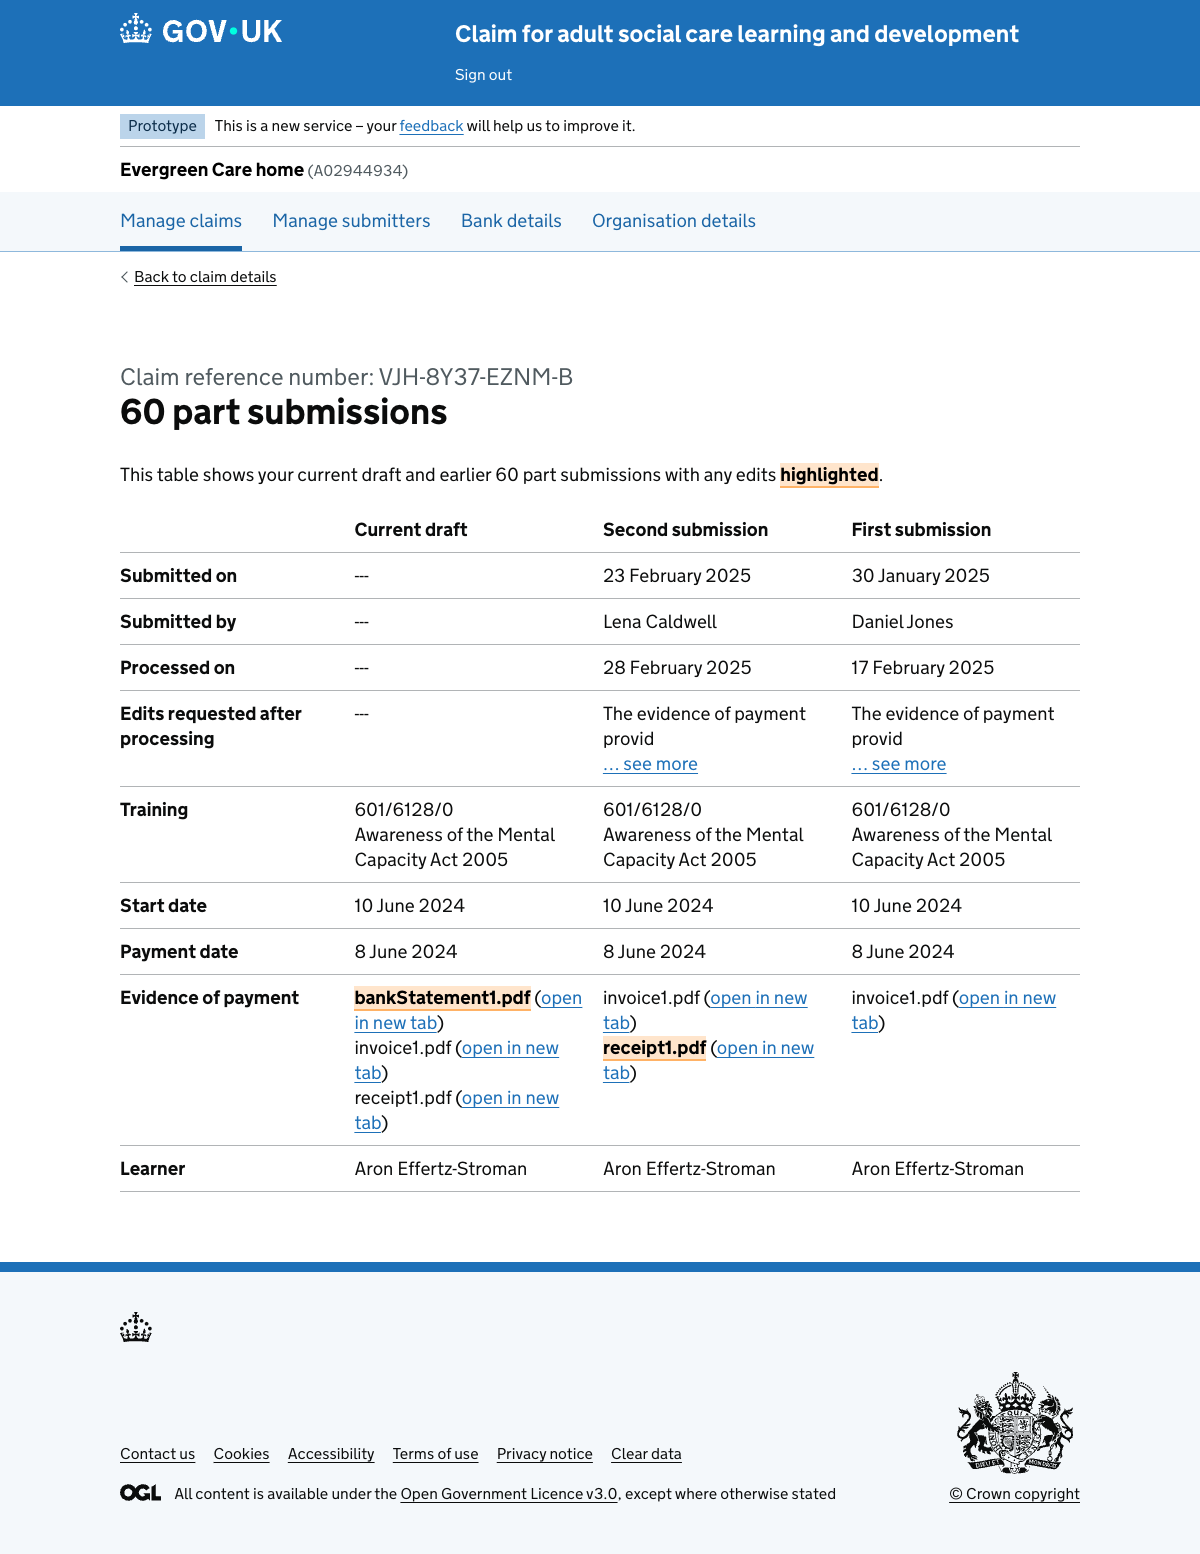 GOV·UK
Claim for adult social care learning and development
Sign out
Prototype This is a new service – your feedback will help us to improve it.
Evergreen Care home (A02944934)
Manage claims Manage submitters Bank details Organisation details
Back to claim details
Claim reference number: VJH-8Y37-EZNM-B
60 part submissions
This table shows your current draft and earlier 60 part submissions with any edits highlighted.
Current draft Second submission First submission
Submitted on --- 23 February 2025 30 January 2025
Submitted by --- Lena Caldwell Daniel Jones
Processed on --- 28 February 2025 17 February 2025
Edits requested after --- The evidence of payment The evidence of payment
processing provid provid
… see more … see more
Training 601/6128/0 601/6128/0 601/6128/0
Awareness of the Mental Awareness of the Mental Awareness of the Mental
Capacity Act 2005 Capacity Act 2005 Capacity Act 2005
Start date 10 June 2024 10 June 2024 10 June 2024
Payment date 8 June 2024 8 June 2024 8 June 2024
Evidence of payment bankStatement1.pdf (open invoice1.pdf (open in new invoice1.pdf (open in new
in new tab) tab) tab)
invoice1.pdf (open in new receipt1.pdf (open in new
tab) tab)
receipt1.pdf (open in new
tab)
Learner Aron Effertz-Stroman Aron Effertz-Stroman Aron Effertz-Stroman
Contact us Cookies Accessibility Terms of use Privacy notice Clear data
OGL All content is available under the Open Government Licence v3.0, except where otherwise stated
© Crown copyright